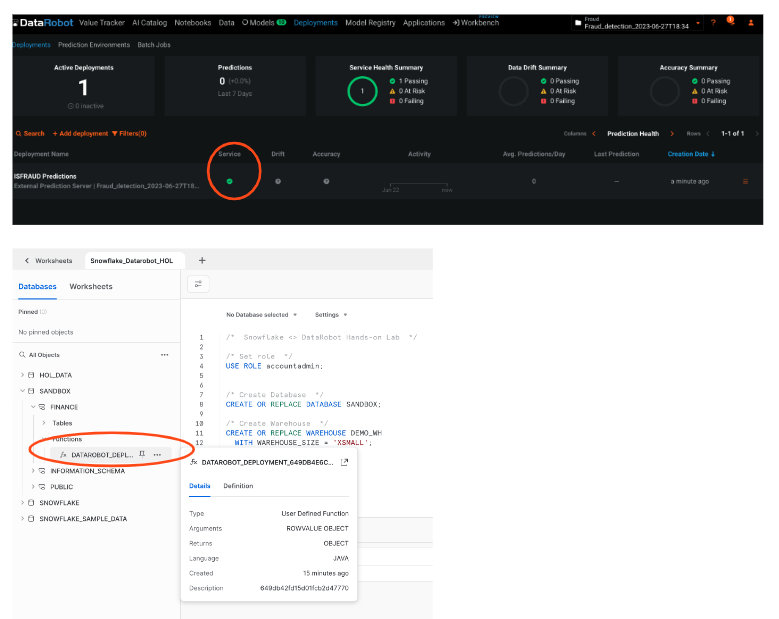 DataRobot Value Tracker AI Catalog Notebooks Data Models Deployments Model Registry Applications Workbench
Fraud
Fraud_detection_2023-06-27T18:34
?
Deployments Prediction Environments Batch Jobs
Active Deployments
1
0 inactive
Predictions
0 (+0.0%)
Last 7 Days
Service Health Summary
1
1 Passing
0 At Risk
0 Failing
Data Drift Summary
0 Passing
0 At Risk
0 Failing
Accuracy Summary
0 Passing
0 At Risk
0 Failing
Search + Add deployment Filters(0)
Columns < Prediction Health > Rows < 1-1 of 1 >
Deployment Name Service Drift Accuracy Activity Avg. Predictions/Day Last Prediction Creation Date ↓
ISFRAUD Predictions
External Prediction Server | Fraud_detection_2023-06-27T18...
Jun 22 now
0 — a minute ago
< Worksheets Snowflake_Datarobot_HOL +
Databases Worksheets
Pinned (0)
No pinned objects
All Objects ...
HOL_DATA
SANDBOX
FINANCE
Tables
Functions
fx DATAROBOT_DEPL... ...
INFORMATION_SCHEMA
PUBLIC
SNOWFLAKE
SNOWFLAKE_SAMPLE_DATA
No Database selected Settings
1 /* Snowflake <> DataRobot Hands-on Lab */
2
3 /* Set role */
4 USE ROLE accountadmin;
5
6
7 /* Create Database */
8 CREATE OR REPLACE DATABASE SANDBOX;
9
10 /* Create Warehouse */
11 CREATE OR REPLACE WAREHOUSE DEMO_WH
12 WITH WAREHOUSE_SIZE = 'XSMALL';
fx DATAROBOT_DEPLOYMENT_649DB4E6C...
Details Definition
Type User Defined Function
Arguments ROWVALUE OBJECT
Returns OBJECT
Language JAVA
Created 15 minutes ago
Description 649db42fd15d01fcb2d47770